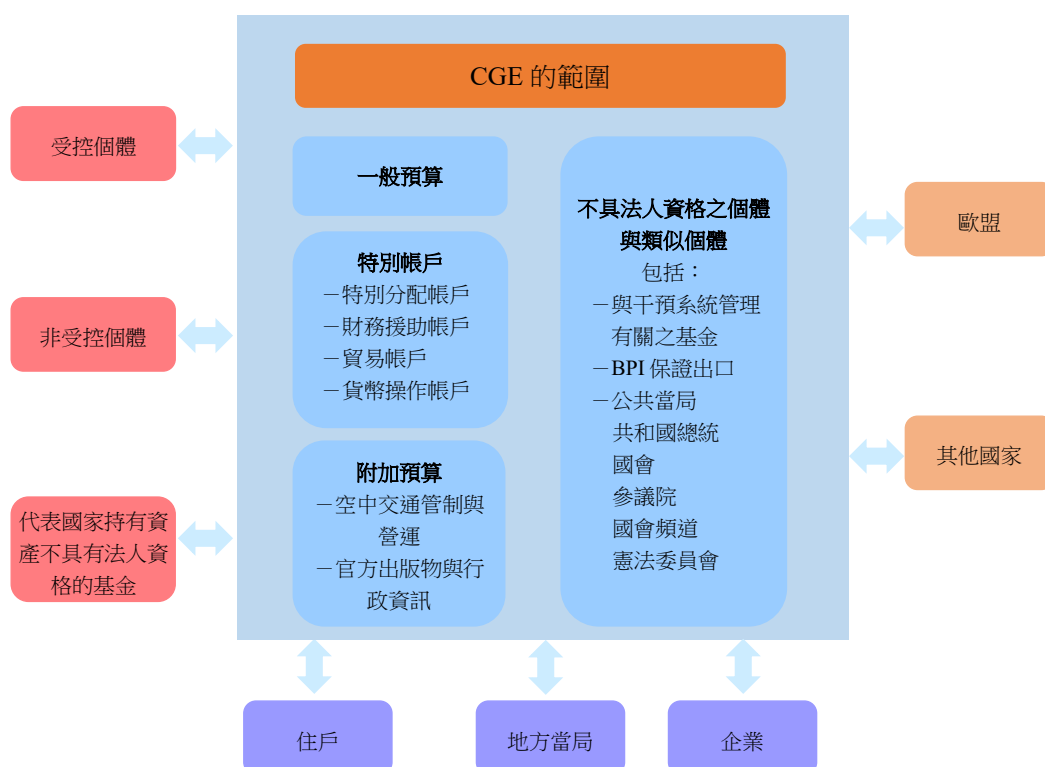 CGE 的範圍
受控個體
非受控個體
代表國家持有資
產不具有法人資
格的基金
一般預算
特別帳戶
－特別分配帳戶
－財務援助帳戶
－貿易帳戶
－貨幣操作帳戶
附加預算
－空中交通管制與
營運
－官方出版物與行
政資訊
不具法人資格之個體
與類似個體
包括：
－與干預系統管理
有關之基金
－BPI 保證出口
－公共當局
共和國總統
國會
參議院
國會頻道
憲法委員會
歐盟
其他國家
住戶
地方當局
企業